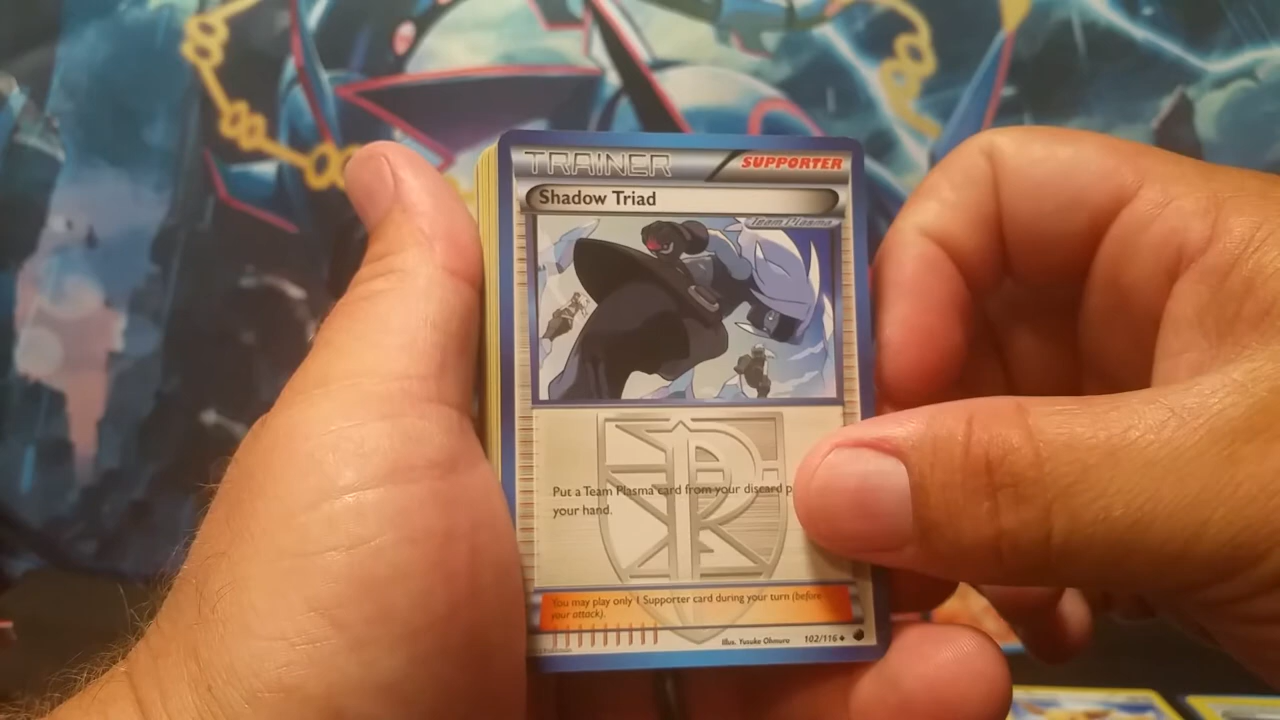 TRAINER SUPPORTER
Shadow Triad
Team Plasma
Put a Team Plasma card from your discard p
your hand.
You may play only 1 Supporter card during your turn (before
your attack).
Illus. Yusuke Ohmura 102/116